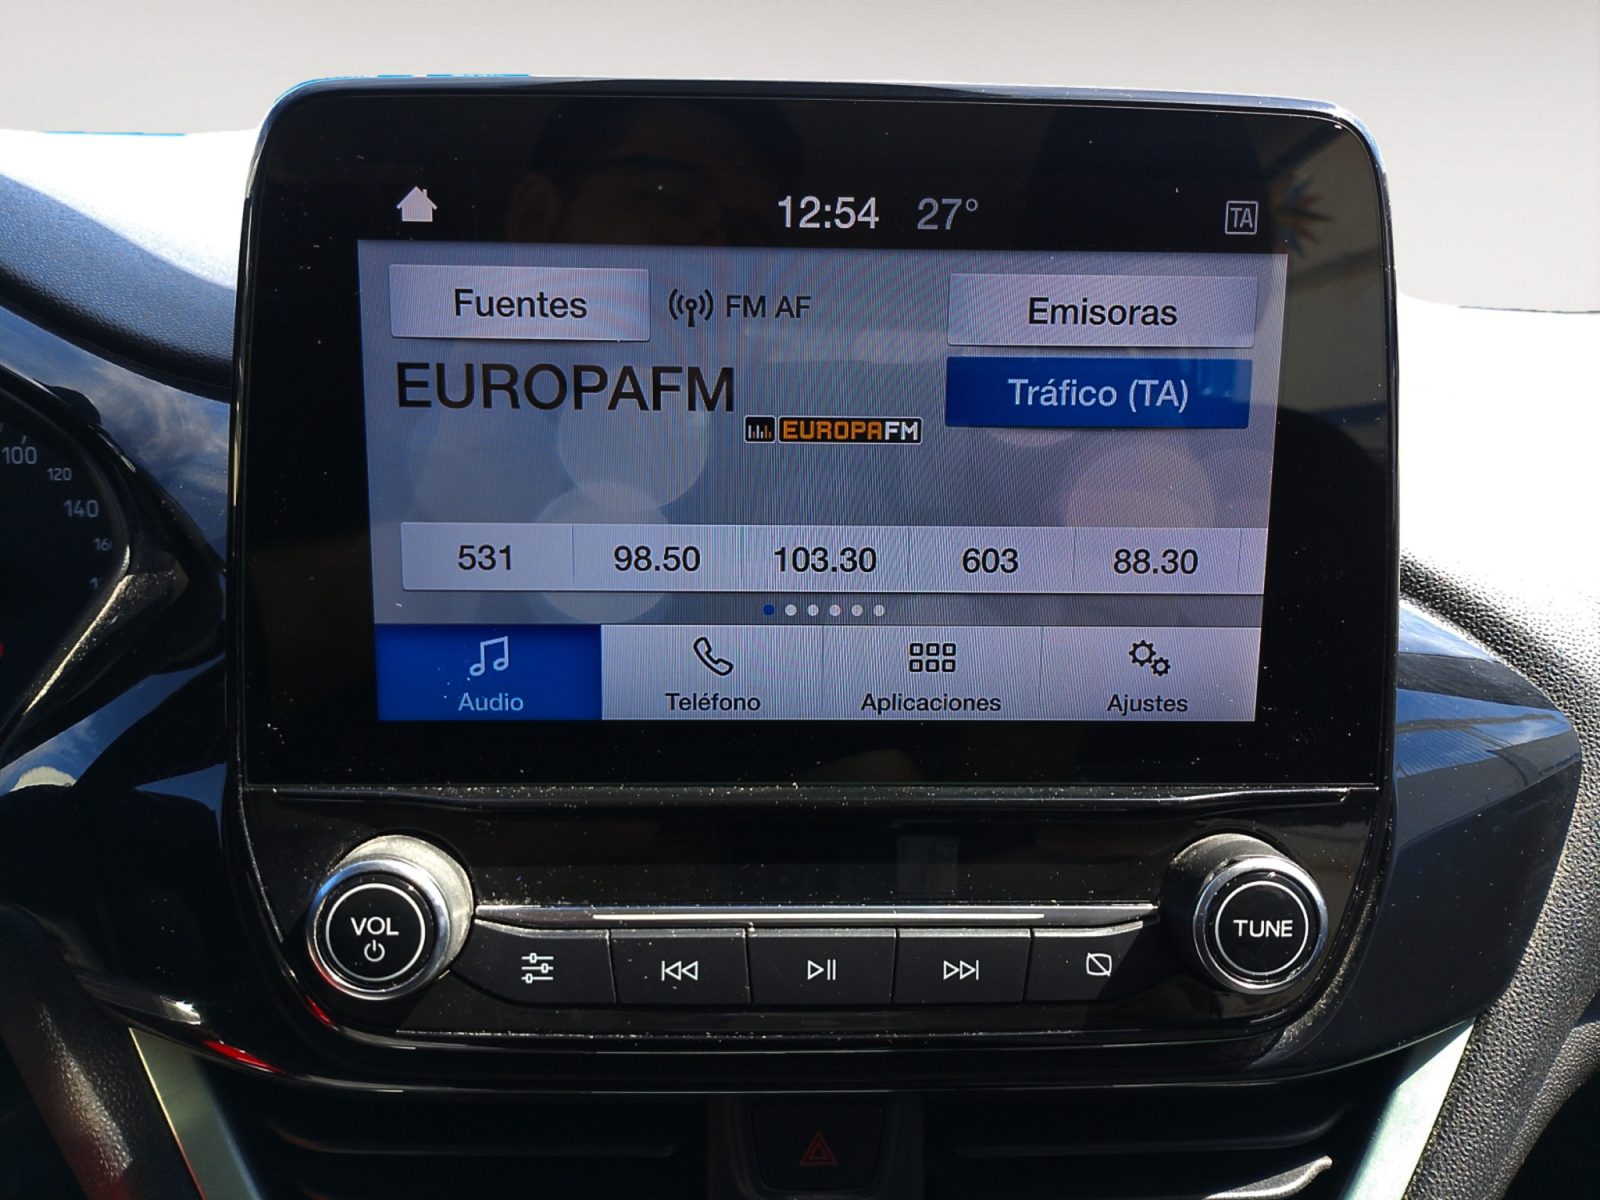 12:54 27°
TA
Fuentes
FM AF
Emisoras
EUROPAFM
Tráfico (TA)
EUROPAFM
531 98.50 103.30 603 88.30
Audio Teléfono Aplicaciones Ajustes
100
120
140
VOL
TUNE